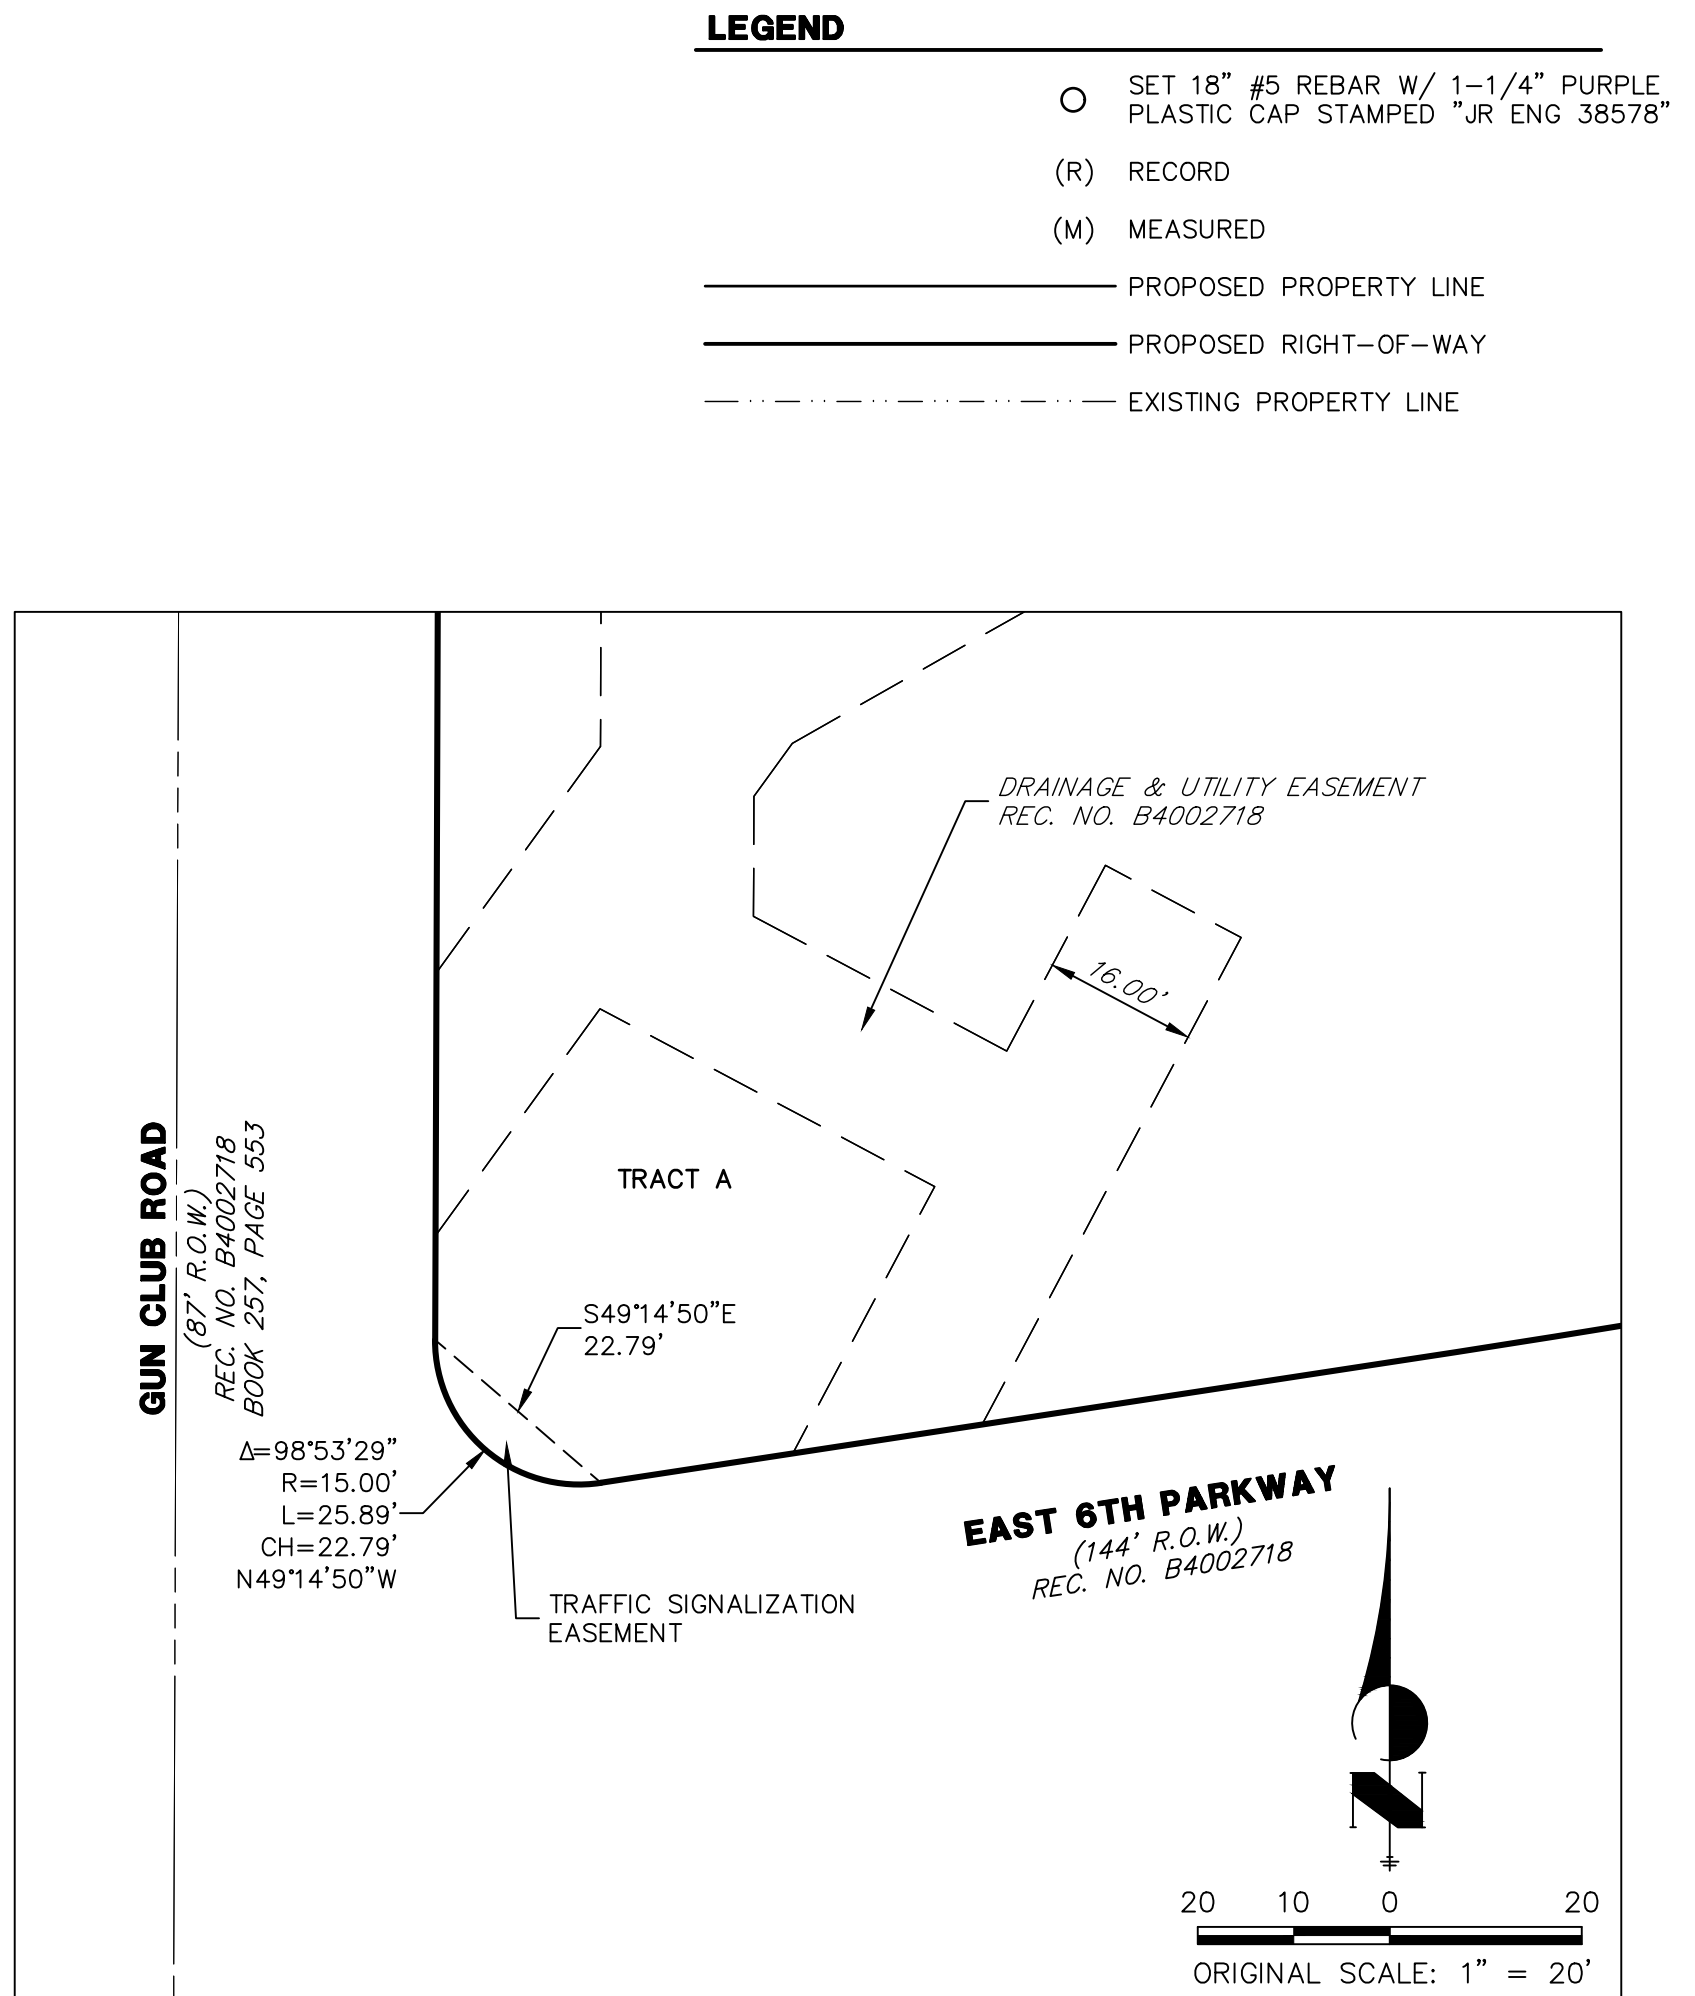 LEGEND
SET 18" #5 REBAR W/ 1-1/4" PURPLE
PLASTIC CAP STAMPED "JR ENG 38578"
(R) RECORD
(M) MEASURED
PROPOSED PROPERTY LINE
PROPOSED RIGHT-OF-WAY
EXISTING PROPERTY LINE
DRAINAGE & UTILITY EASEMENT
REC. NO. B4002718
16.00'
TRACT A
GUN CLUB ROAD
(87' R.O.W.)
REC. NO. B4002718
BOOK 257, PAGE 553
S49°14'50"E
22.79'
Δ=98°53'29"
R=15.00'
L=25.89'
CH=22.79'
N49°14'50"W
EAST 6TH PARKWAY
(144' R.O.W.)
REC. NO. B4002718
TRAFFIC SIGNALIZATION
EASEMENT
N
20 10 0 20
ORIGINAL SCALE: 1" = 20'